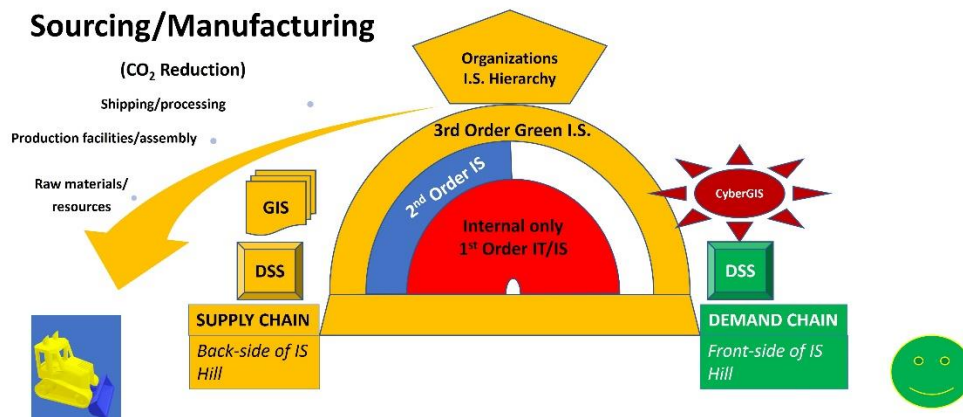 Sourcing/Manufacturing
(CO₂ Reduction)
Shipping/processing
Production facilities/assembly
Raw materials/
resources
Organizations
I.S. Hierarchy
3rd Order Green I.S.
2nd Order IS
Internal only
1st Order IT/IS
GIS
DSS
SUPPLY CHAIN
Back-side of IS
Hill
CyberGIS
DSS
DEMAND CHAIN
Front-side of IS
Hill